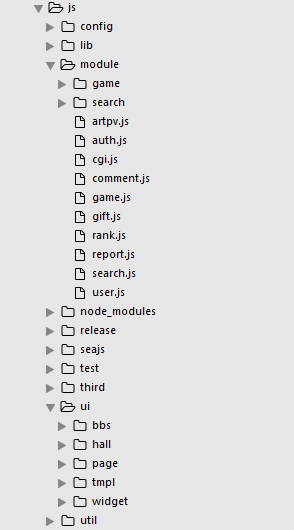 js
config
lib
module
game
search
artpv.js
auth.js
cgi.js
comment.js
game.js
gift.js
rank.js
report.js
search.js
user.js
node_modules
release
seajs
test
third
ui
bbs
hall
page
tmpl
widget
util